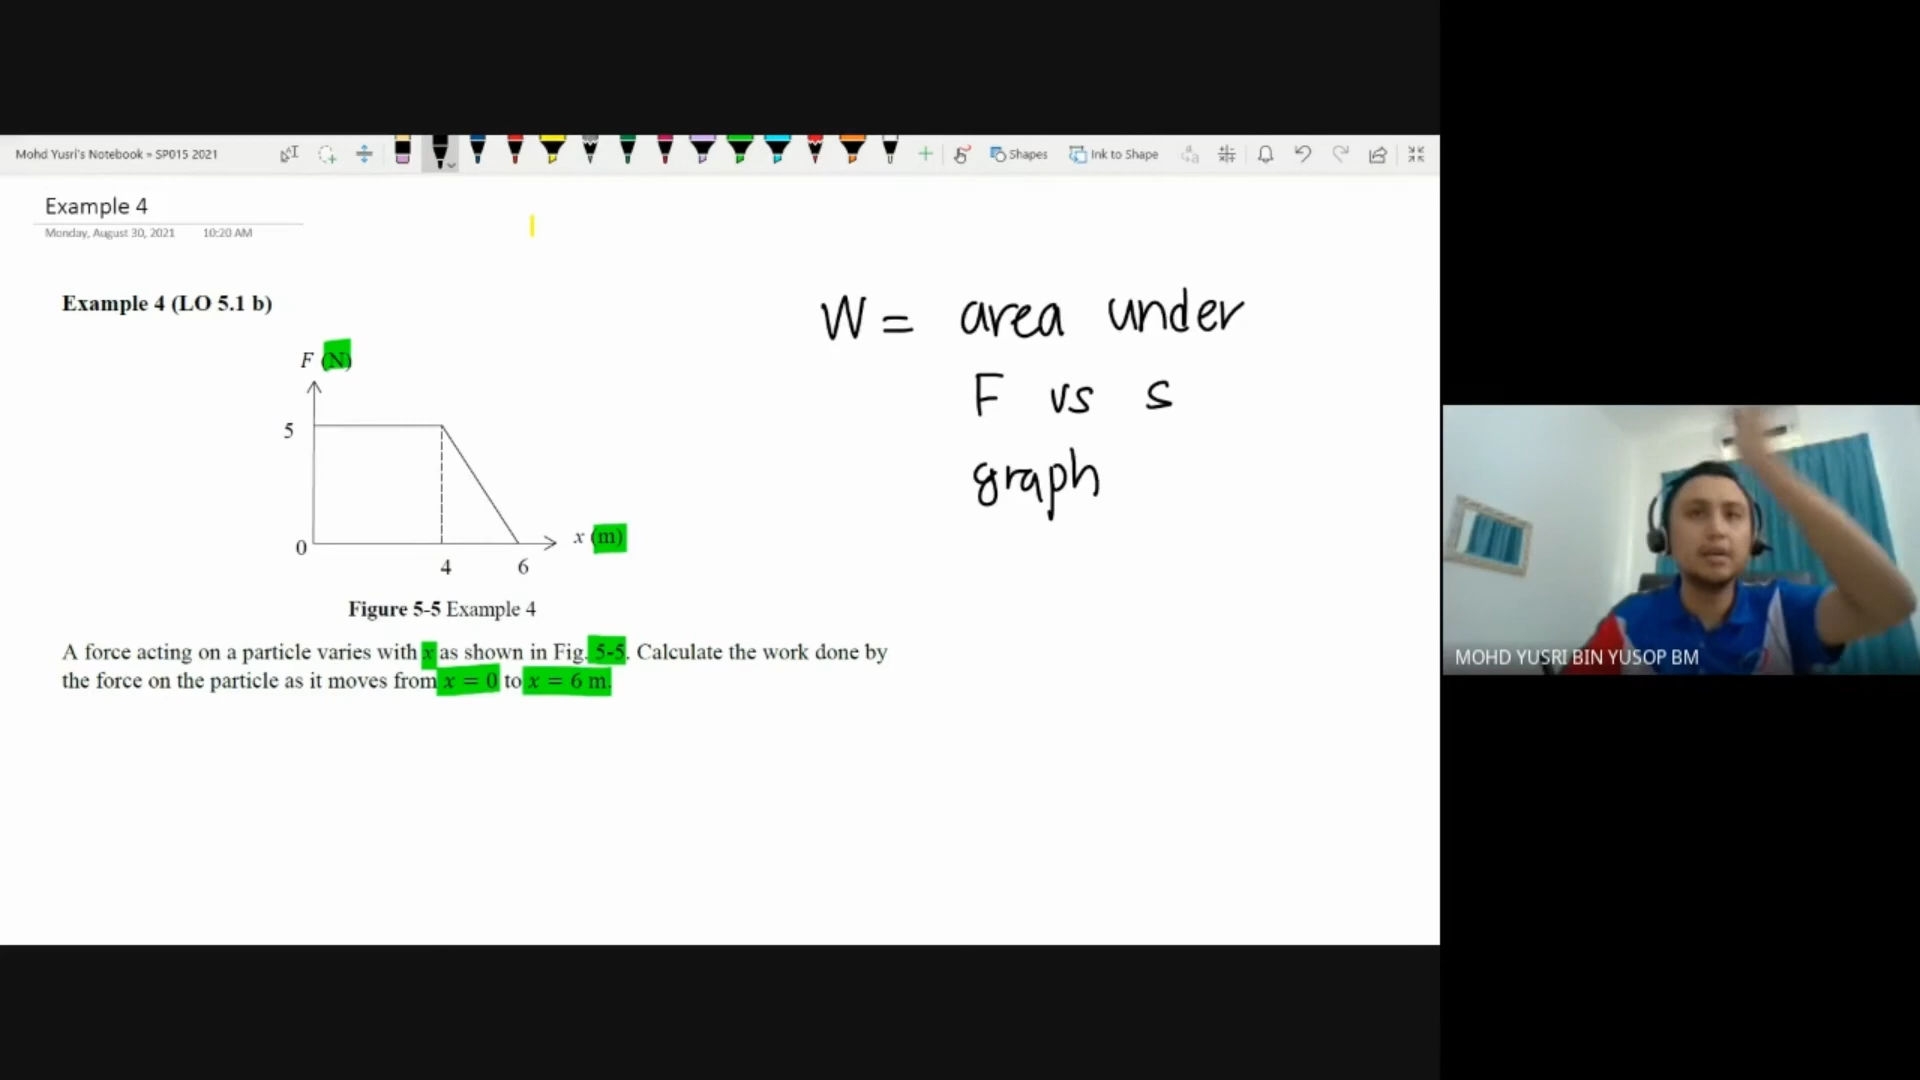 Mohd Yusri's Notebook » SP015 2021
Shapes
Ink to Shape
Example 4
Monday, August 30, 2021 10:20 AM
Example 4 (LO 5.1 b)
F (N)
5
0
x (m)
4 6
Figure 5-5 Example 4
A force acting on a particle varies with x as shown in Fig. 5-5. Calculate the work done by
the force on the particle as it moves from x = 0 to x = 6 m.
W = area under
F vs s
graph
MOHD YUSRI BIN YUSOP BM